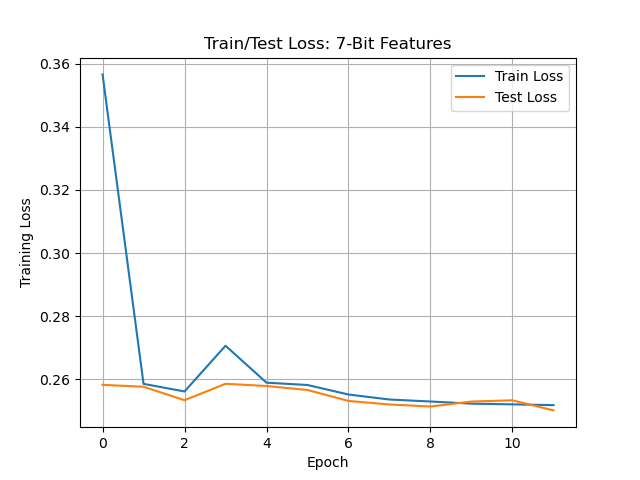 Train/Test Loss: 7-Bit Features
Train Loss
Test Loss
0.36
0.34
0.32
0.30
0.28
0.26
Training Loss
0
2
4
6
8
10
Epoch